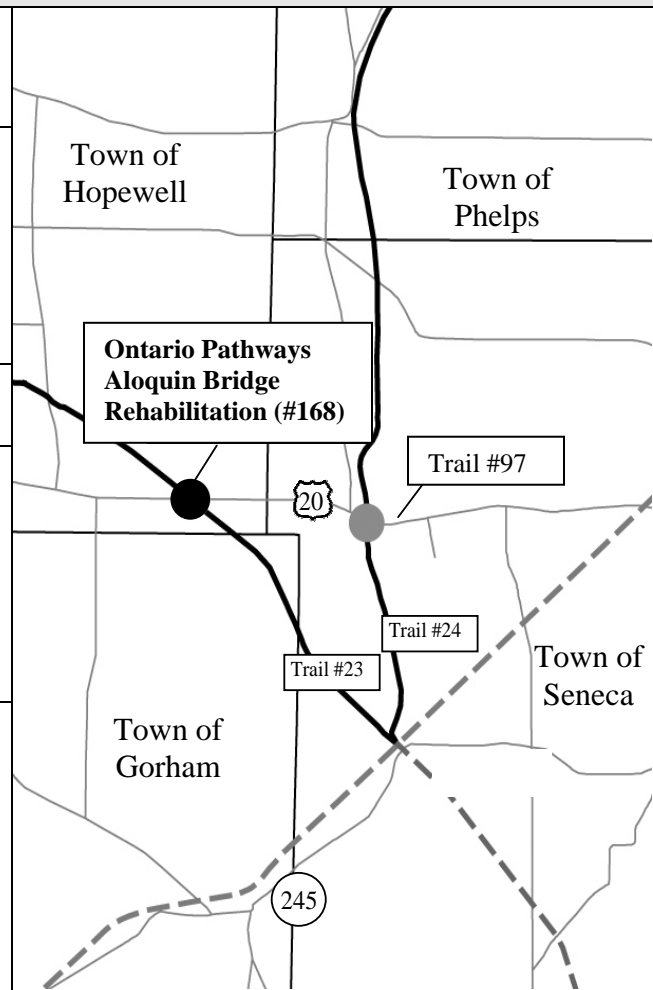 Town of
Hopewell
Town of
Phelps
Ontario Pathways
Aloquin Bridge
Rehabilitation (#168)
Trail #97
20
Trail #24
Trail #23
Town of
Seneca
Town of
Gorham
245